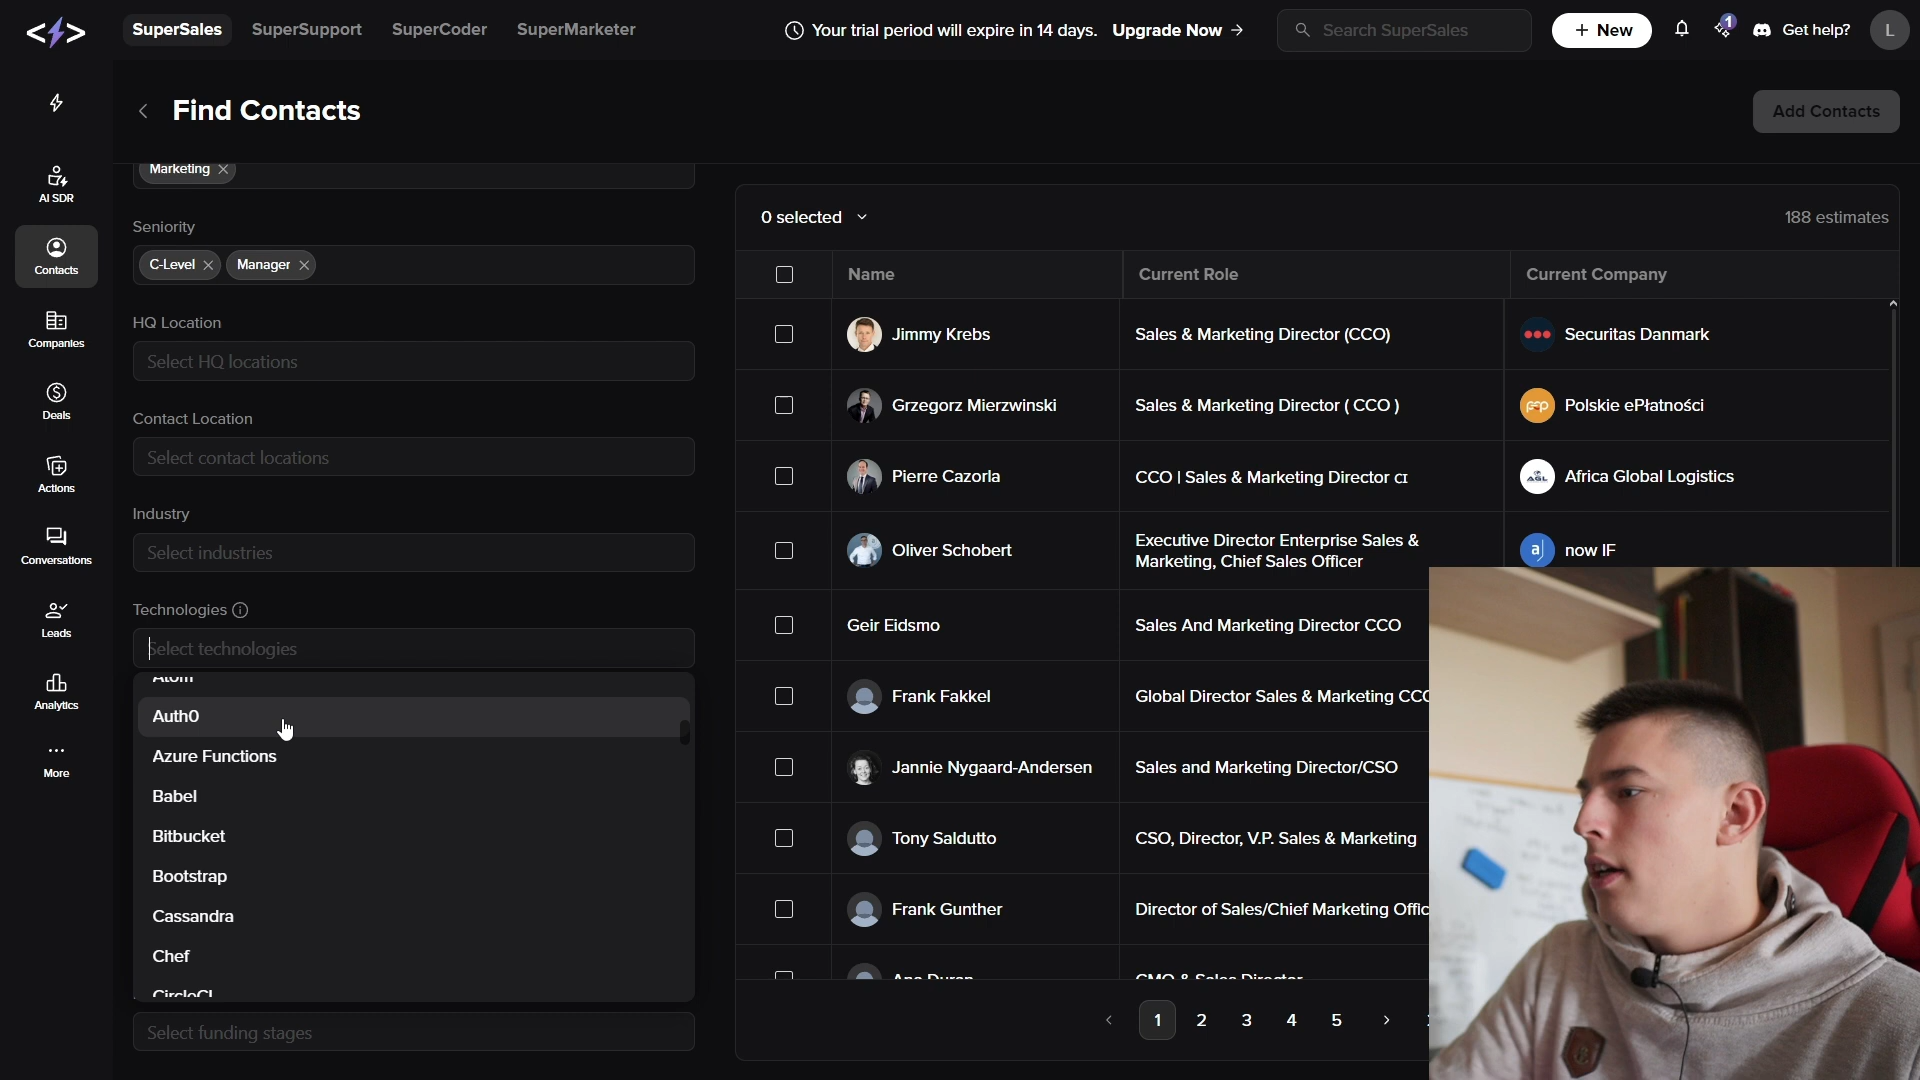 SuperSales SuperSupport SuperCoder SuperMarketer
Your trial period will expire in 14 days. Upgrade Now →
Search SuperSales
+ New
1
Get help?
L
Find Contacts
Add Contacts
AI SDR
Contacts
Companies
Deals
Actions
Conversations
Leads
Analytics
More
Marketing
Seniority
C-Level
Manager
HQ Location
Select HQ locations
Contact Location
Select contact locations
Industry
Select industries
Technologies
Select technologies
Atom
Auth0
Azure Functions
Babel
Bitbucket
Bootstrap
Cassandra
Chef
CircleCI
Select funding stages
0 selected
188 estimates
Name Current Role Current Company
Jimmy Krebs Sales & Marketing Director (CCO) Securitas Danmark
Grzegorz Mierzwinski Sales & Marketing Director ( CCO ) Polskie ePłatności
Pierre Cazorla CCO | Sales & Marketing Director CI Africa Global Logistics
Oliver Schobert Executive Director Enterprise Sales &
Marketing, Chief Sales Officer now IF
Geir Eidsmo Sales And Marketing Director CCO
Frank Fakkel Global Director Sales & Marketing CCO
Jannie Nygaard-Andersen Sales and Marketing Director/CSO
Tony Saldutto CSO, Director, V.P. Sales & Marketing
Frank Gunther Director of Sales/Chief Marketing Offic
Ana Duran CMO & Sales Director
1 2 3 4 5